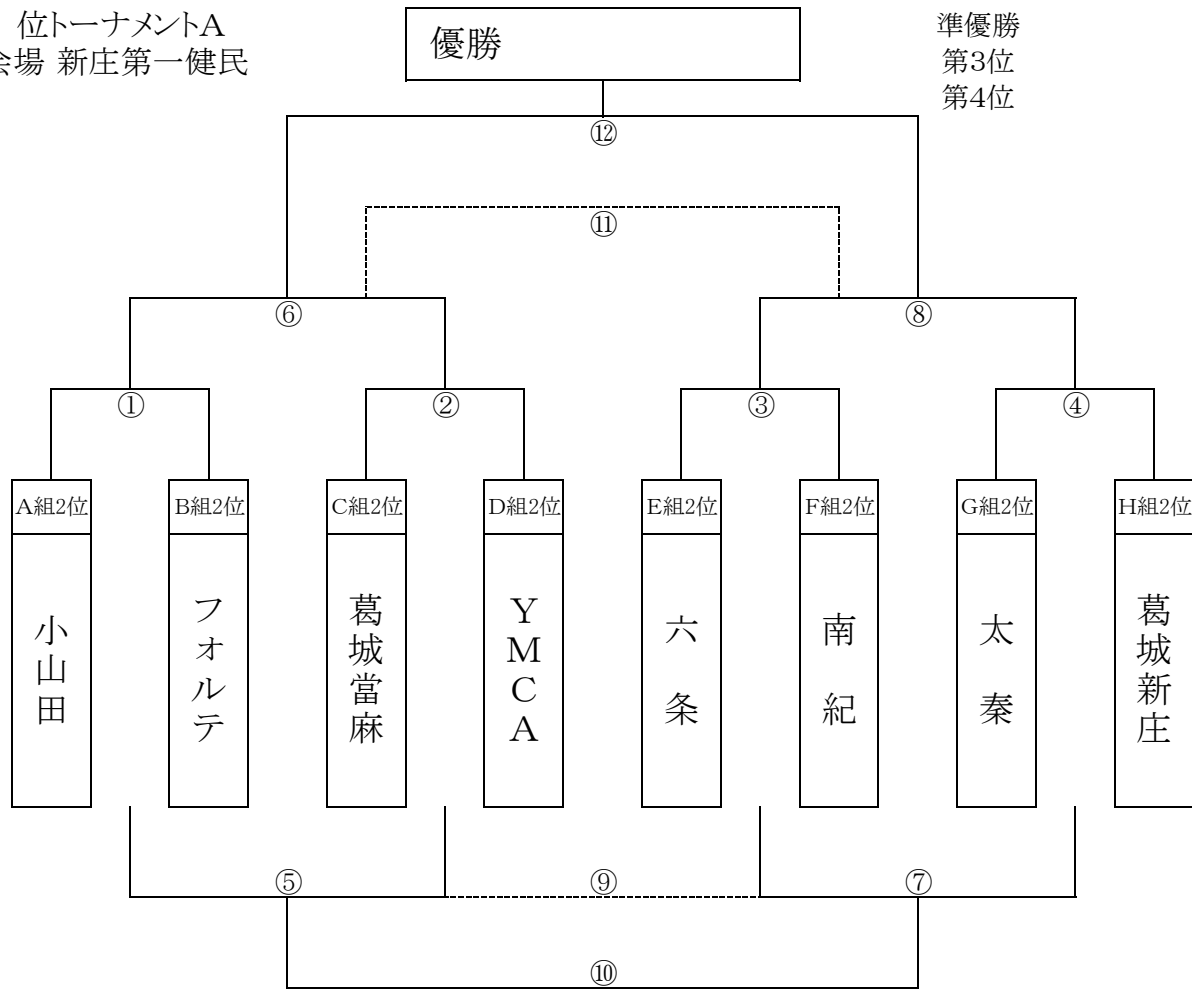 位トーナメントA
会場 新庄第一健民
優勝
準優勝
第3位
第4位
⑫
⑪
⑥
⑧
①
②
③
④
A組2位
B組2位
C組2位
D組2位
E組2位
F組2位
G組2位
H組2位
小山田
フォルテ
葛城當麻
YMCA
六条
南紀
太秦
葛城新庄
⑤
⑨
⑦
⑩